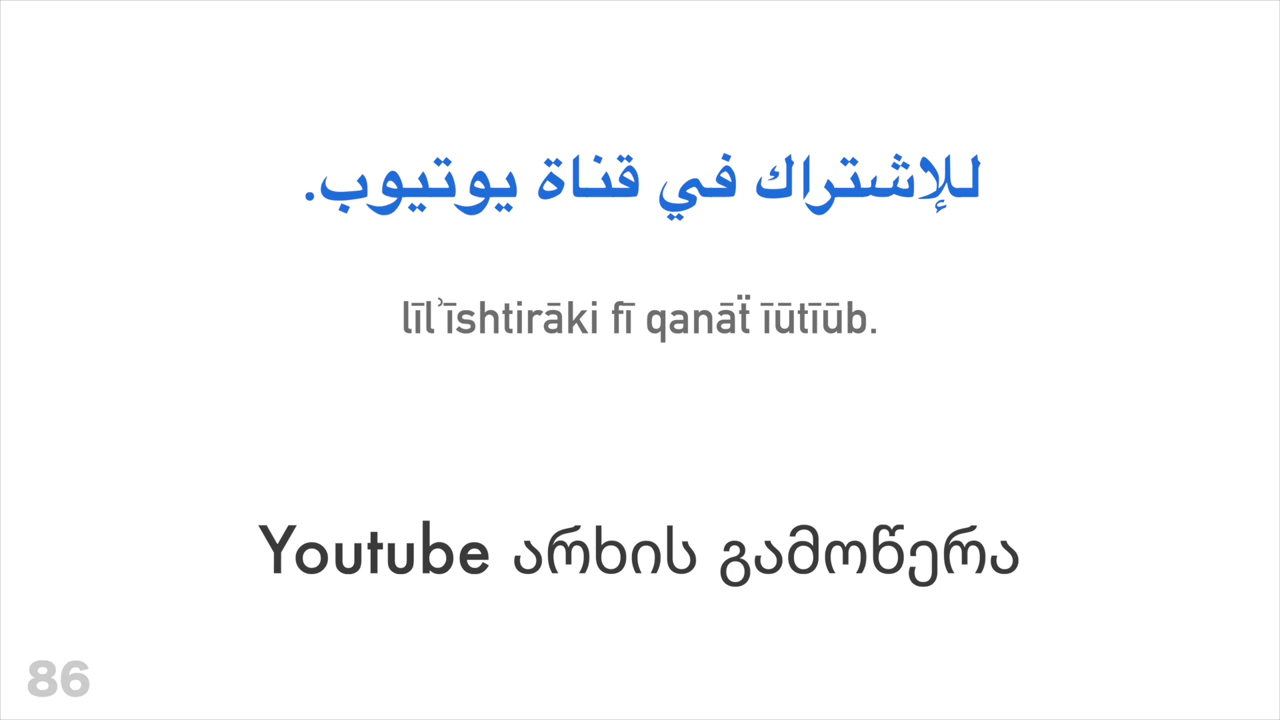 للإشتراك في قناة يوتيوب.
līlʾīshtirāki fī qanāẗ īūtīūb.
Youtube არხის გამოწერა
86